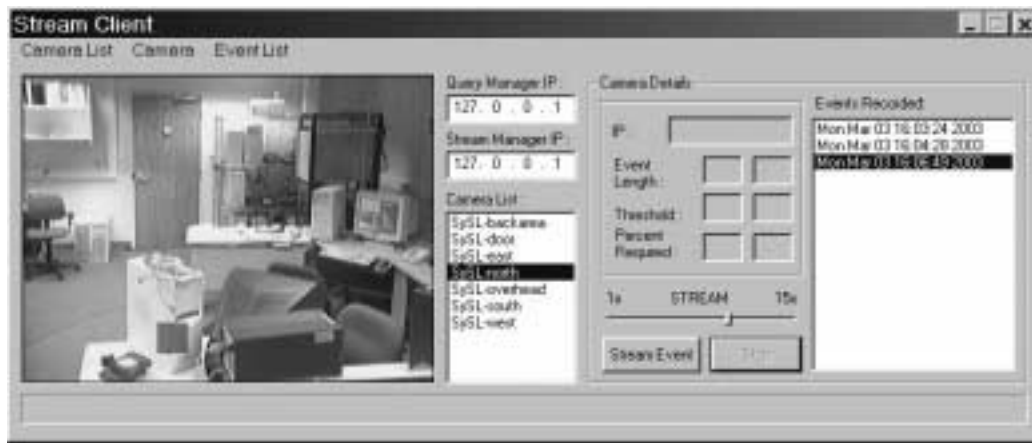 Stream Client
Camera List Camera Event List
Query Manager IP :
127. 0 . 0 . 1
Stream Manager IP :
127. 0 . 0 . 1
Camera List :
SySL-backarea
SySL-door
SySL-east
SySL-north
SySL-overhead
SySL-south
SySL-west
Camera Details
IP :
Event Length :
Threshold :
Percent Required :
1x STREAM 15x
Stream Event
Events Recorded:
Mon Mar 03 16:03:24 2003
Mon Mar 03 16:04:28 2003
Mon Mar 03 16:06:49 2003